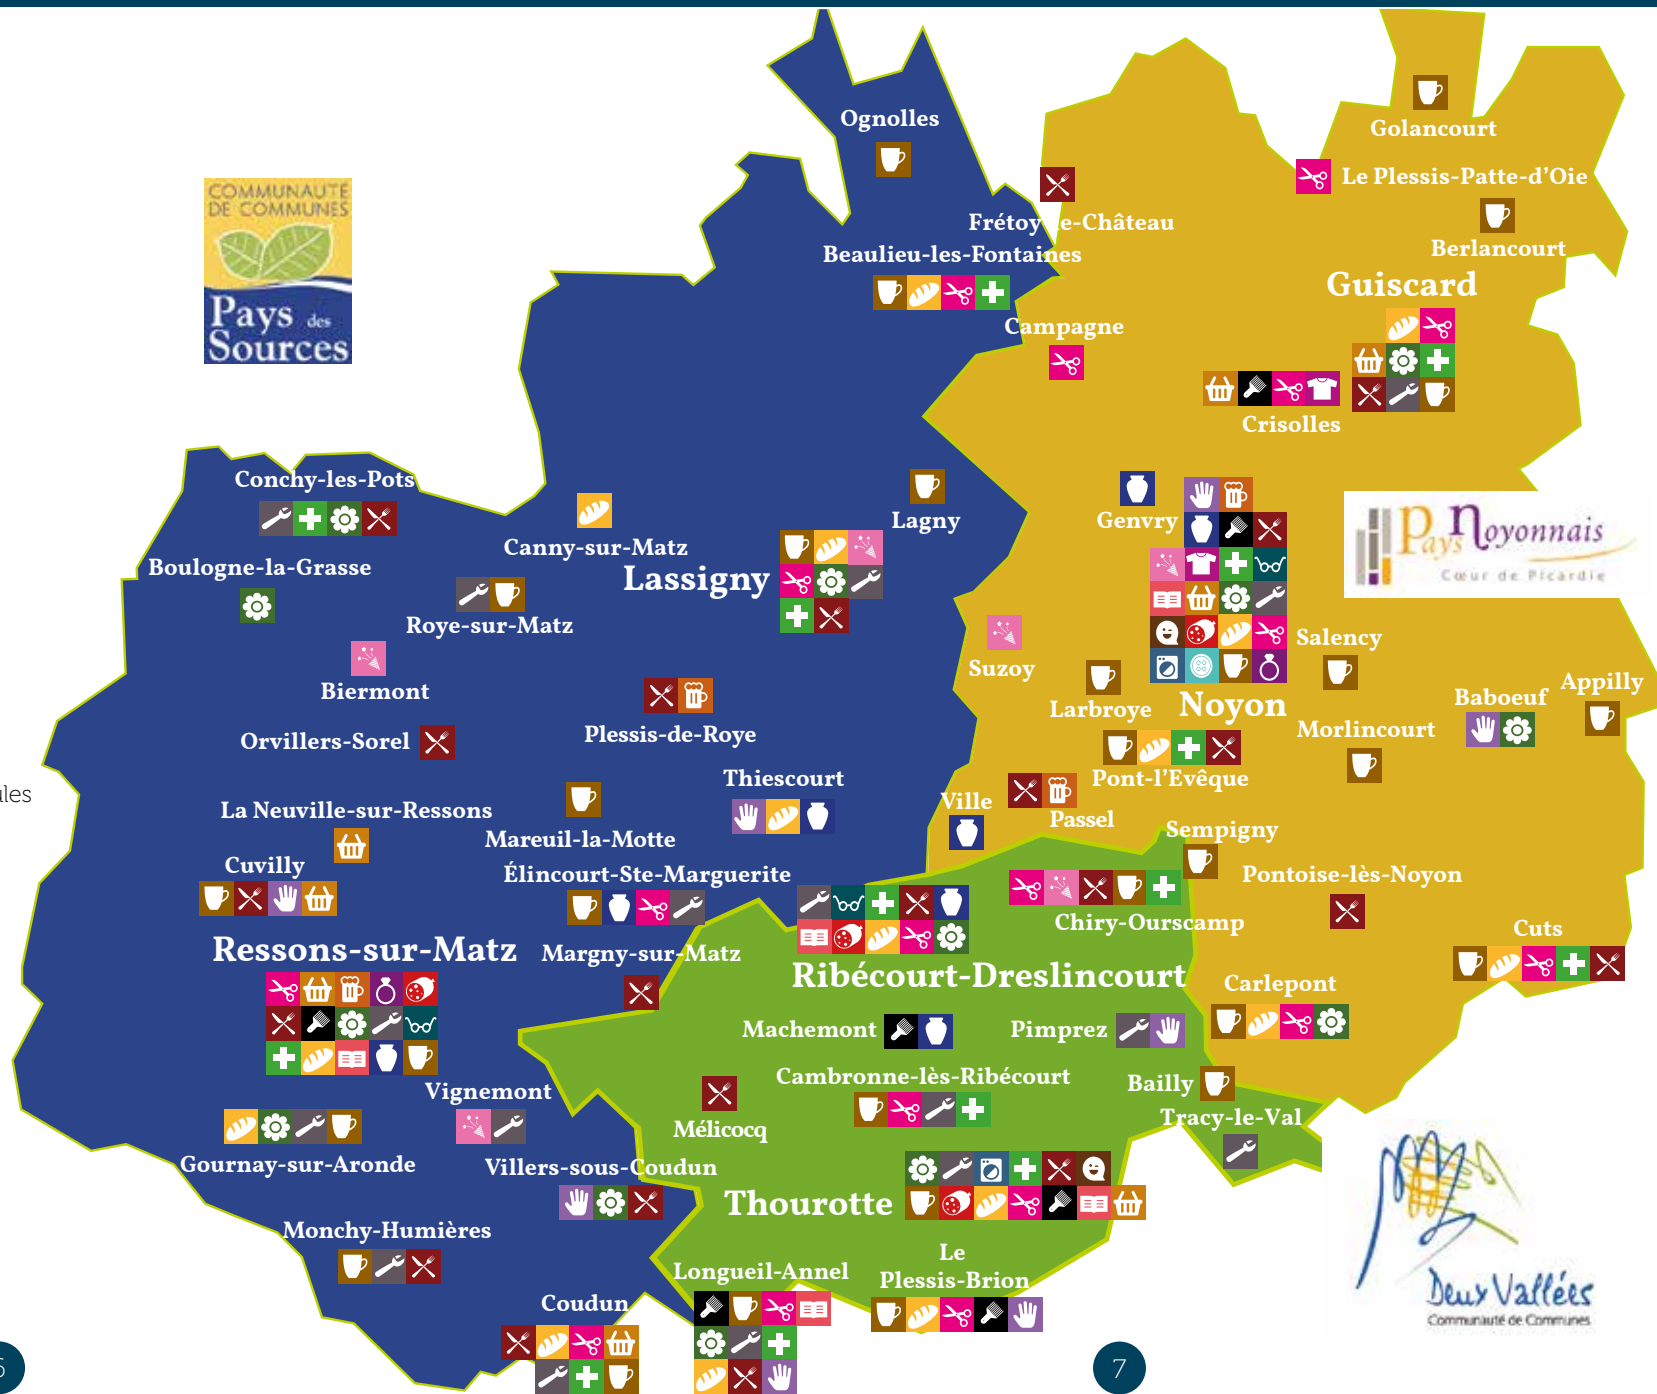 Ognolles
Golancourt
Le Plessis-Patte-d'Oie
COMMUNAUTÉ
DE COMMUNES
Pays des
Sources
Frétoy-le-Château
Beaulieu-les-Fontaines
Berlancourt
Guiscard
Campagne
Crisolles
Conchy-les-Pots
Lagny
Genvry
Canny-sur-Matz
Pays Noyonnais
Cœur de Picardie
Boulogne-la-Grasse
Lassigny
Roye-sur-Matz
Salency
Suzoy
Biermont
Larbroye
Noyon
Baboeuf
Appilly
Orvillers-Sorel
Plessis-de-Roye
Morlincourt
Thiescourt
Pont-l'Evêque
ules
La Neuville-sur-Ressons
Ville
Passel
Mareuil-la-Motte
Sempigny
Cuvilly
Élincourt-Ste-Marguerite
Pontoise-lès-Noyon
Chiry-Ourscamp
Cuts
Ressons-sur-Matz
Margny-sur-Matz
Ribécourt-Dreslincourt
Carlepont
Machemont
Pimprez
Cambronne-lès-Ribécourt
Bailly
Vignemont
Tracy-le-Val
Mélicocq
Gournay-sur-Aronde
Villers-sous-Coudun
Thourotte
Monchy-Humières
Le
Plessis-Brion
Longueil-Annel
Coudun
Deux Vallées
Communauté de Communes
6
7